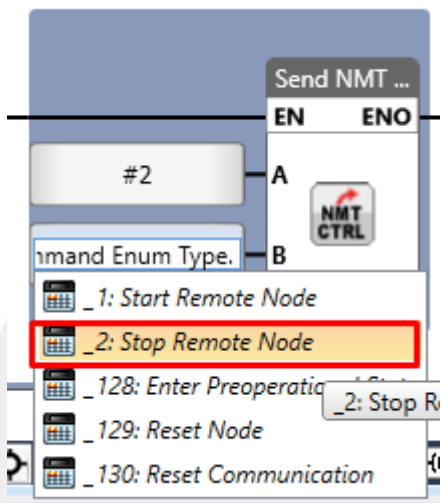 Send NMT ...
EN ENO
#2 A
NMT
CTRL
mmand Enum Type. B
_1: Start Remote Node
_2: Stop Remote Node
_128: Enter Preoperatio
_2: Stop R
_129: Reset Node
_130: Reset Communication